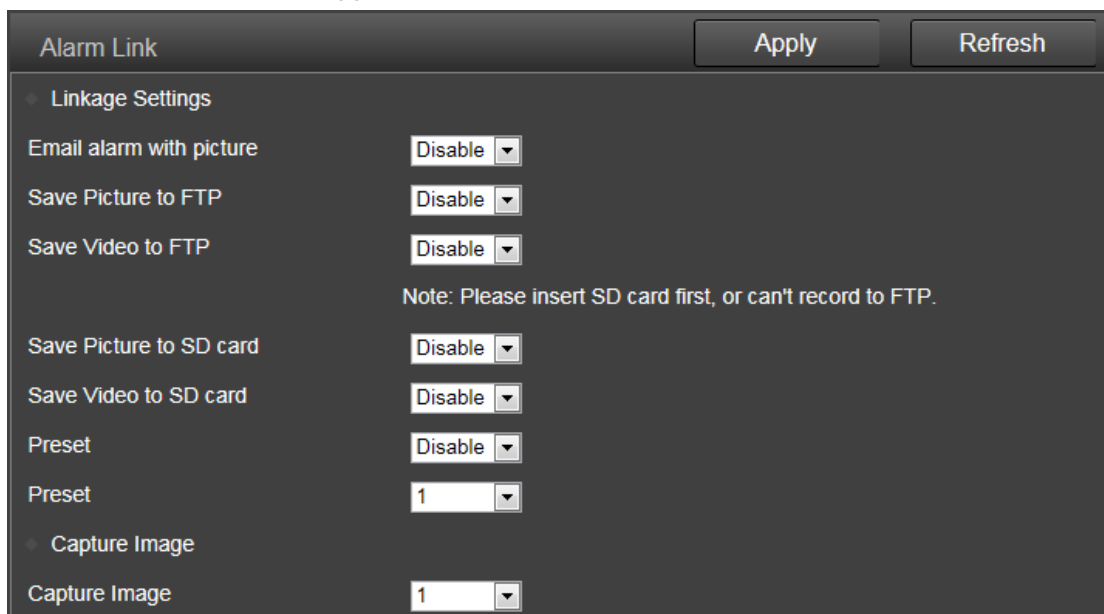 Alarm Link Apply Refresh
Linkage Settings
Email alarm with picture Disable
Save Picture to FTP Disable
Save Video to FTP Disable
Note: Please insert SD card first, or can't record to FTP.
Save Picture to SD card Disable
Save Video to SD card Disable
Preset Disable
Preset 1
Capture Image
Capture Image 1